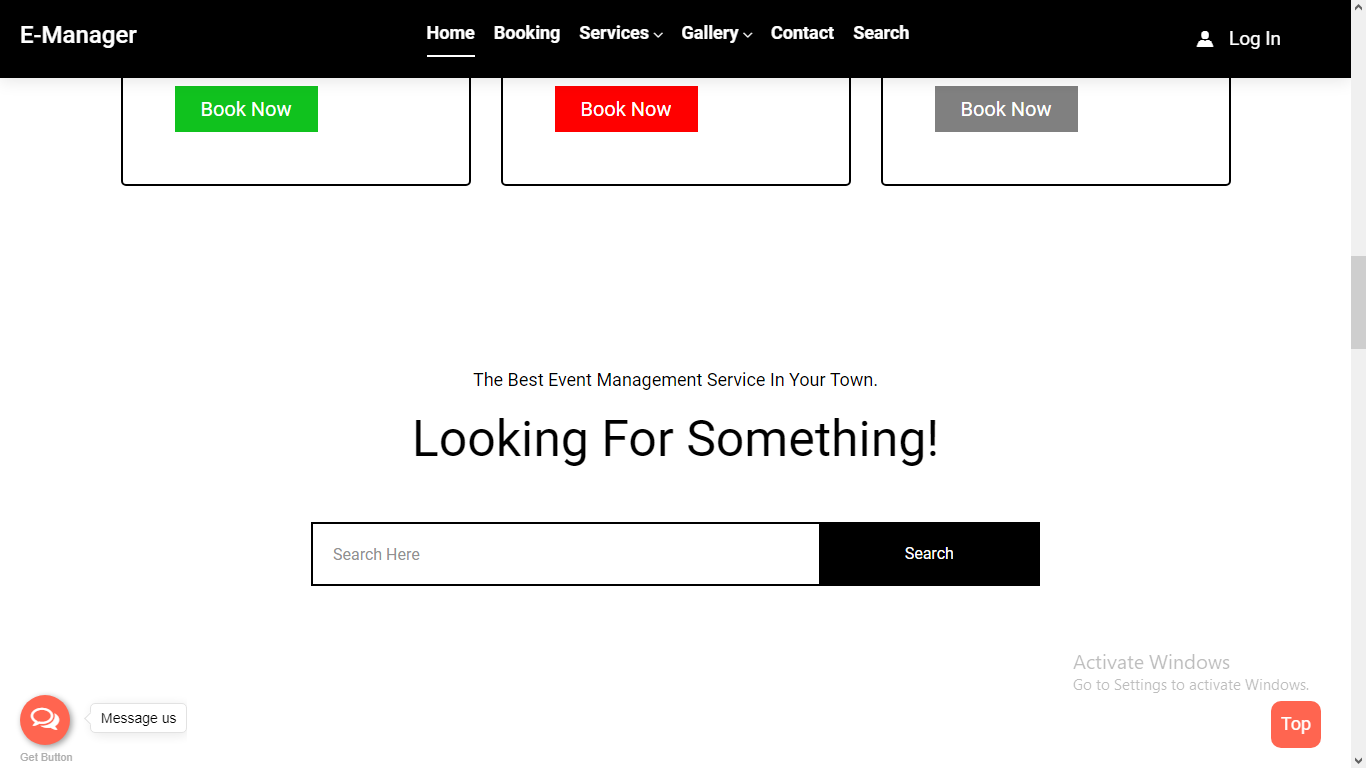 E-Manager Home Booking Services Gallery Contact Search Log In
Book Now Book Now Book Now
The Best Event Management Service In Your Town.
Looking For Something!
Search Here Search
Activate Windows
Go to Settings to activate Windows.
Message us
Top
Get Button